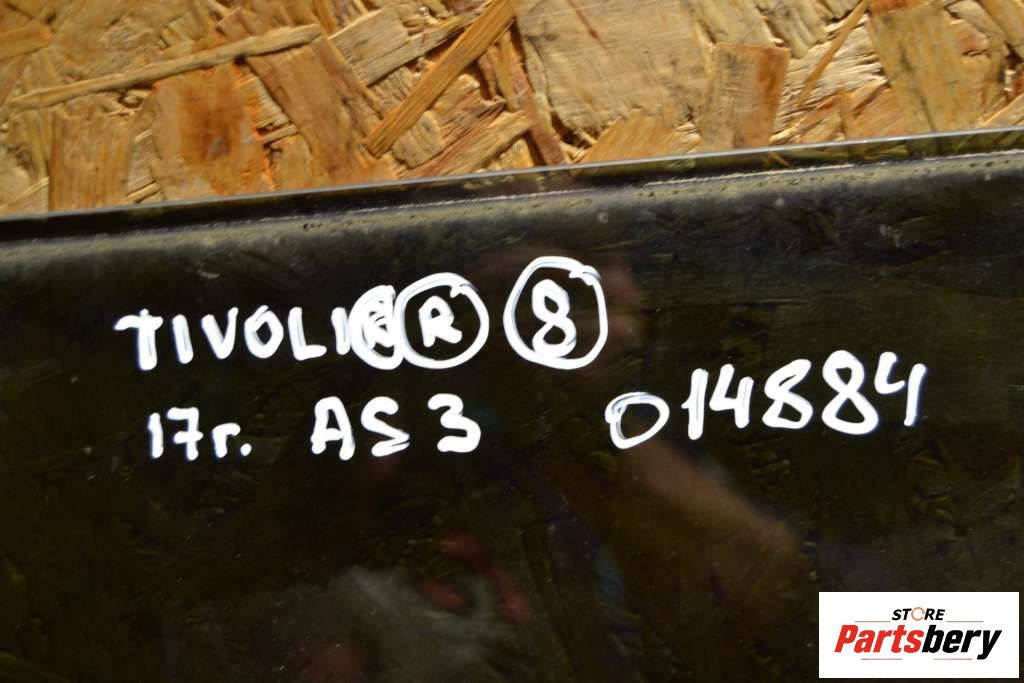 TIVOLI R 8
17г. AS 3 014884
STORE
Partsbery